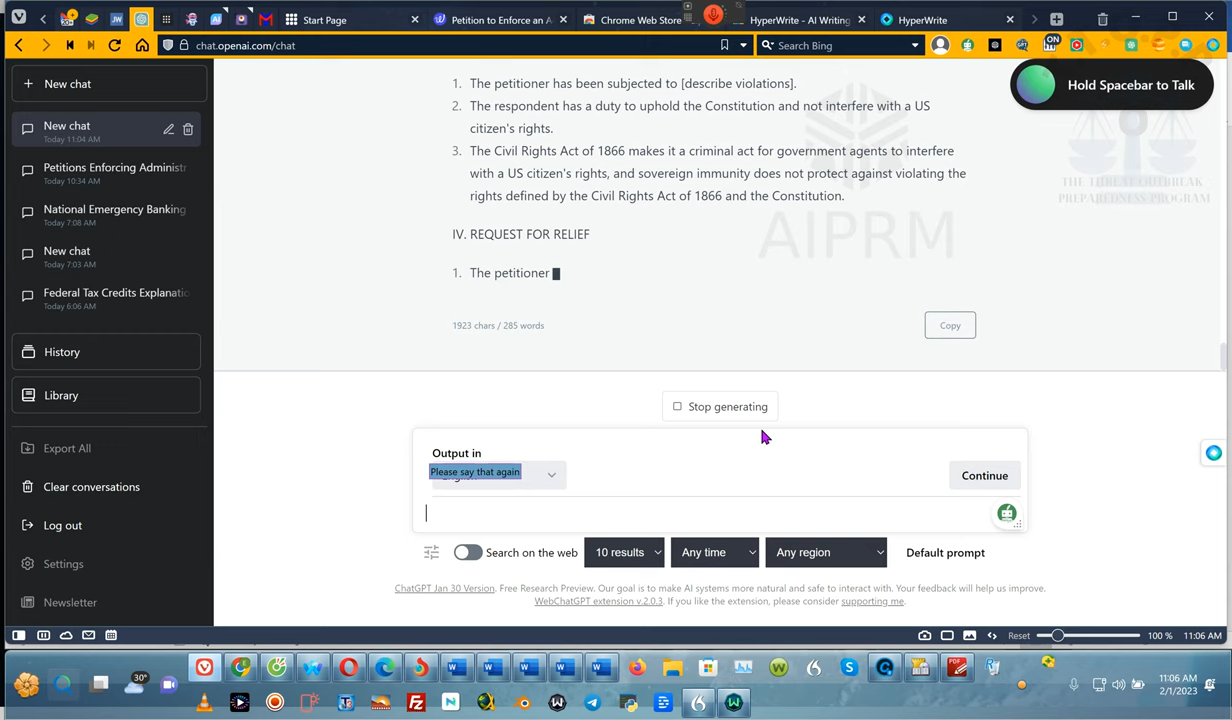 Start Page
Petition to Enforce an A
Chrome Web Store
HyperWrite - AI Writing
HyperWrite
chat.openai.com/chat
Search Bing
ON
Hold Spacebar to Talk
New chat
New chat
Today 11:04 AM
Petitions Enforcing Administr
Today 10:34 AM
National Emergency Banking
Today 7:08 AM
New chat
Today 7:03 AM
Federal Tax Credits Explanatio
Today 6:06 AM
History
Library
Export All
Clear conversations
Log out
Settings
Newsletter
1. The petitioner has been subjected to [describe violations].
2. The respondent has a duty to uphold the Constitution and not interfere with a US
citizen's rights.
3. The Civil Rights Act of 1866 makes it a criminal act for government agents to interfere
with a US citizen's rights, and sovereign immunity does not protect against violating the
rights defined by the Civil Rights Act of 1866 and the Constitution.
IV. REQUEST FOR RELIEF
1. The petitioner
THE THREAT OUTBREAK
PREPAREDNESS PROGRAM
AIPRM
1923 chars / 285 words
Copy
Stop generating
Output in
Please say that again
Continue
Search on the web
10 results
Any time
Any region
Default prompt
ChatGPT Jan 30 Version. Free Research Preview. Our goal is to make AI systems more natural and safe to interact with. Your feedback will help us improve.
WebChatGPT extension v.2.0.3. If you like the extension, please consider supporting me.
Reset
100 %
11:06 AM
30°
11:06 AM
2/1/2023